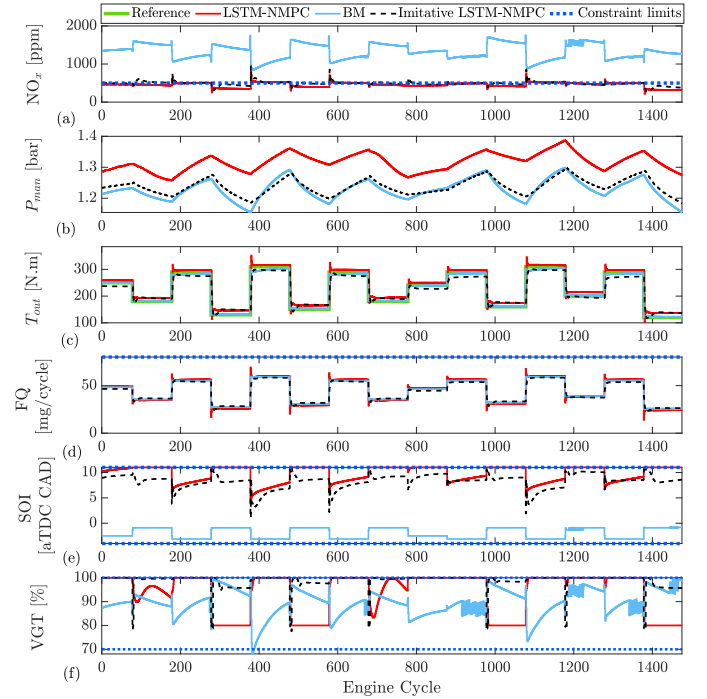 Reference LSTM-NMPC BM Imitative LSTM-NMPC Constraint limits
2000
1000
0
NOx [ppm]
0 200 400 600 800 1000 1200 1400
(a)
1.4
1.3
1.2
Pman [bar]
0 200 400 600 800 1000 1200 1400
(b)
300
200
100
Tout [N.m]
0 200 400 600 800 1000 1200 1400
(c)
50
0
FQ
[mg/cycle]
0 200 400 600 800 1000 1200 1400
(d)
10
5
0
SOI
[aTDC CAD]
0 200 400 600 800 1000 1200 1400
(e)
100
90
80
70
VGT [%]
0 200 400 600 800 1000 1200 1400
(f)
Engine Cycle